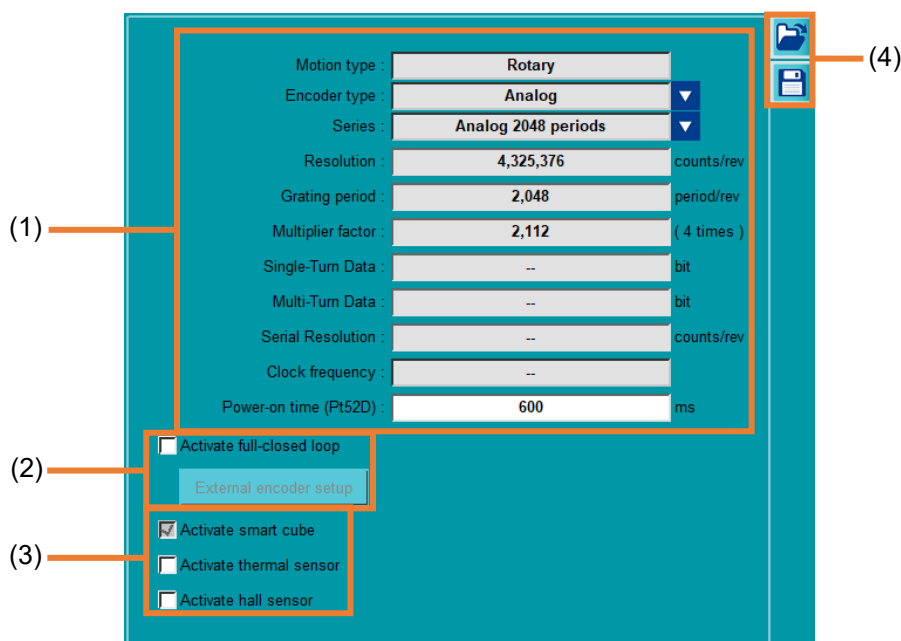 (4)
Motion type : Rotary
Encoder type : Analog
Series : Analog 2048 periods
Resolution : 4,325,376 counts/rev
Grating period : 2,048 period/rev
(1)
Multiplier factor : 2,112 ( 4 times )
Single-Turn Data : -- bit
Multi-Turn Data : -- bit
Serial Resolution : -- counts/rev
Clock frequency : --
Power-on time (Pt52D) : 600 ms
Activate full-closed loop
(2)
External encoder setup
Activate smart cube
(3)
Activate thermal sensor
Activate hall sensor